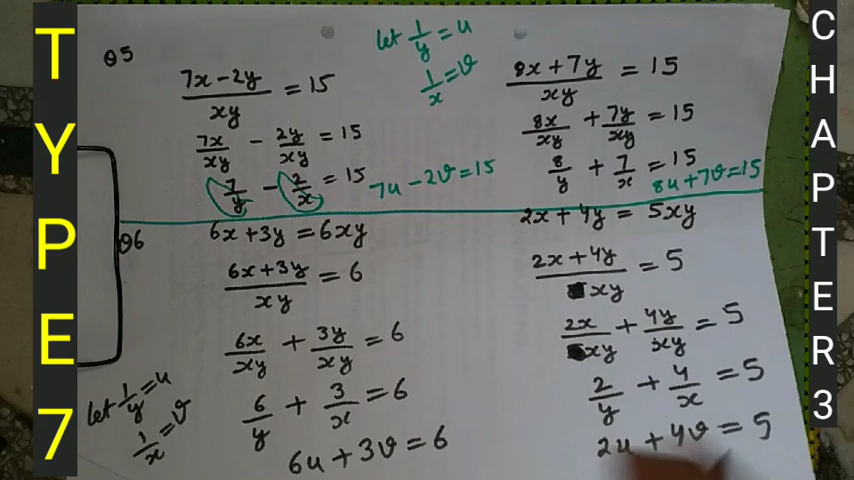 TYPE 7
CHAPTER 3
Q5
let 1/y = u
1/x = v
(7x-2y)/xy = 15
7x/xy - 2y/xy = 15
7/y - 2/x = 15
7u - 2v = 15
(8x+7y)/xy = 15
8x/xy + 7y/xy = 15
8/y + 7/x = 15
8u + 7v = 15
Q6
6x+3y = 6xy
(6x+3y)/xy = 6
6x/xy + 3y/xy = 6
6/y + 3/x = 6
let 1/y = u
1/x = v
6u + 3v = 6
2x+4y = 5xy
(2x+4y)/xy = 5
2x/xy + 4y/xy = 5
2/y + 4/x = 5
2u + 4v = 5